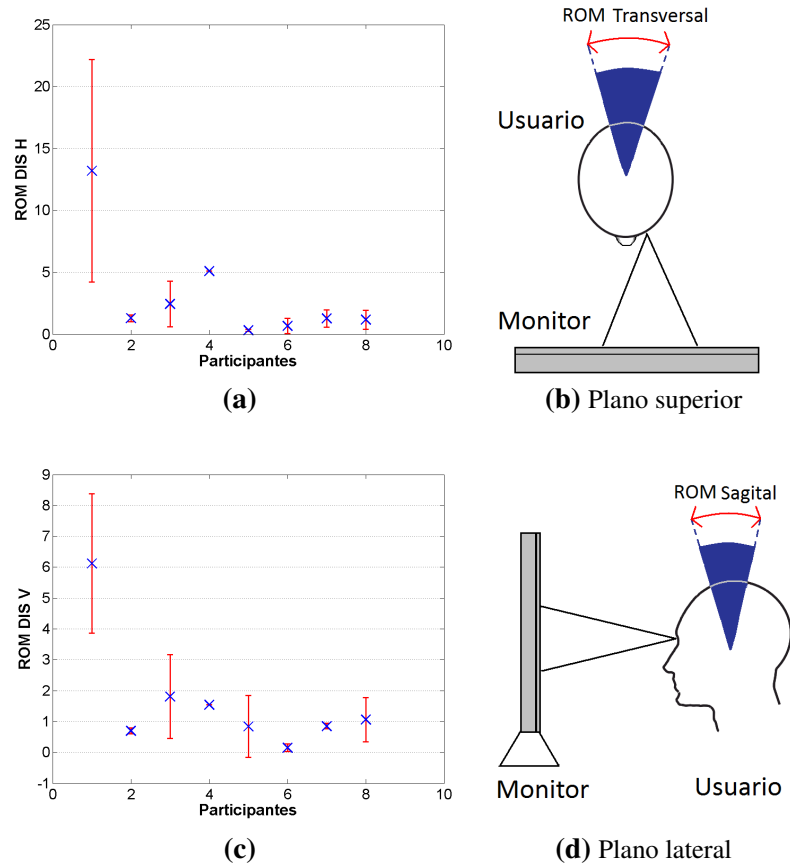 25
20
15
10
5
0
ROM DIS H
0
2
4
6
8
10
Participantes
(a)
ROM Transversal
Usuario
Monitor
(b) Plano superior
9
8
7
6
5
4
3
2
1
0
-1
ROM DIS V
0
2
4
6
8
10
Participantes
(c)
ROM Sagital
Monitor
Usuario
(d) Plano lateral